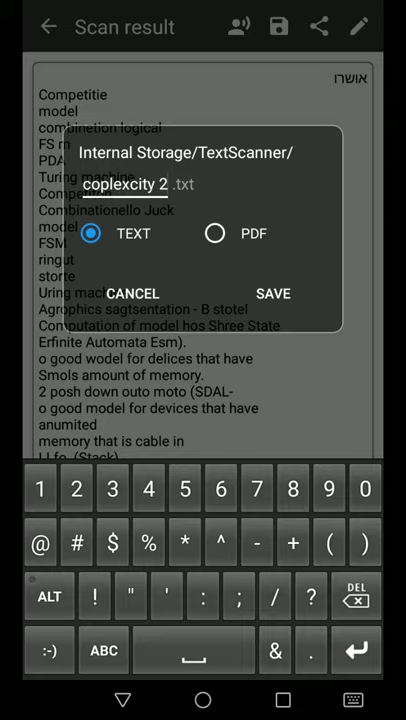 Scan result
אושרו
Competitie
model
combinetion logical
FS m
PDA
Turing machine
Competiton
Combinationello Juck
model
FSM
ringut
storte
Uring mach
Agrophics sagtsentation - B stotel
Computation of model hos Shree State
Erfinite Automata Esm).
o good wodel for delices that have
Smols amount of memory.
2 posh down outo moto (SDAL-
o good model for devices that have
anumited
memory that is cable in
LLfo. (Stack)
Internal Storage/TextScanner/
coplexcity 2 .txt
TEXT PDF
CANCEL SAVE
1 2 3 4 5 6 7 8 9 0
@ # $ % * ^ - + ( )
ALT ! " ' : ; / ? DEL
:-) ABC & .